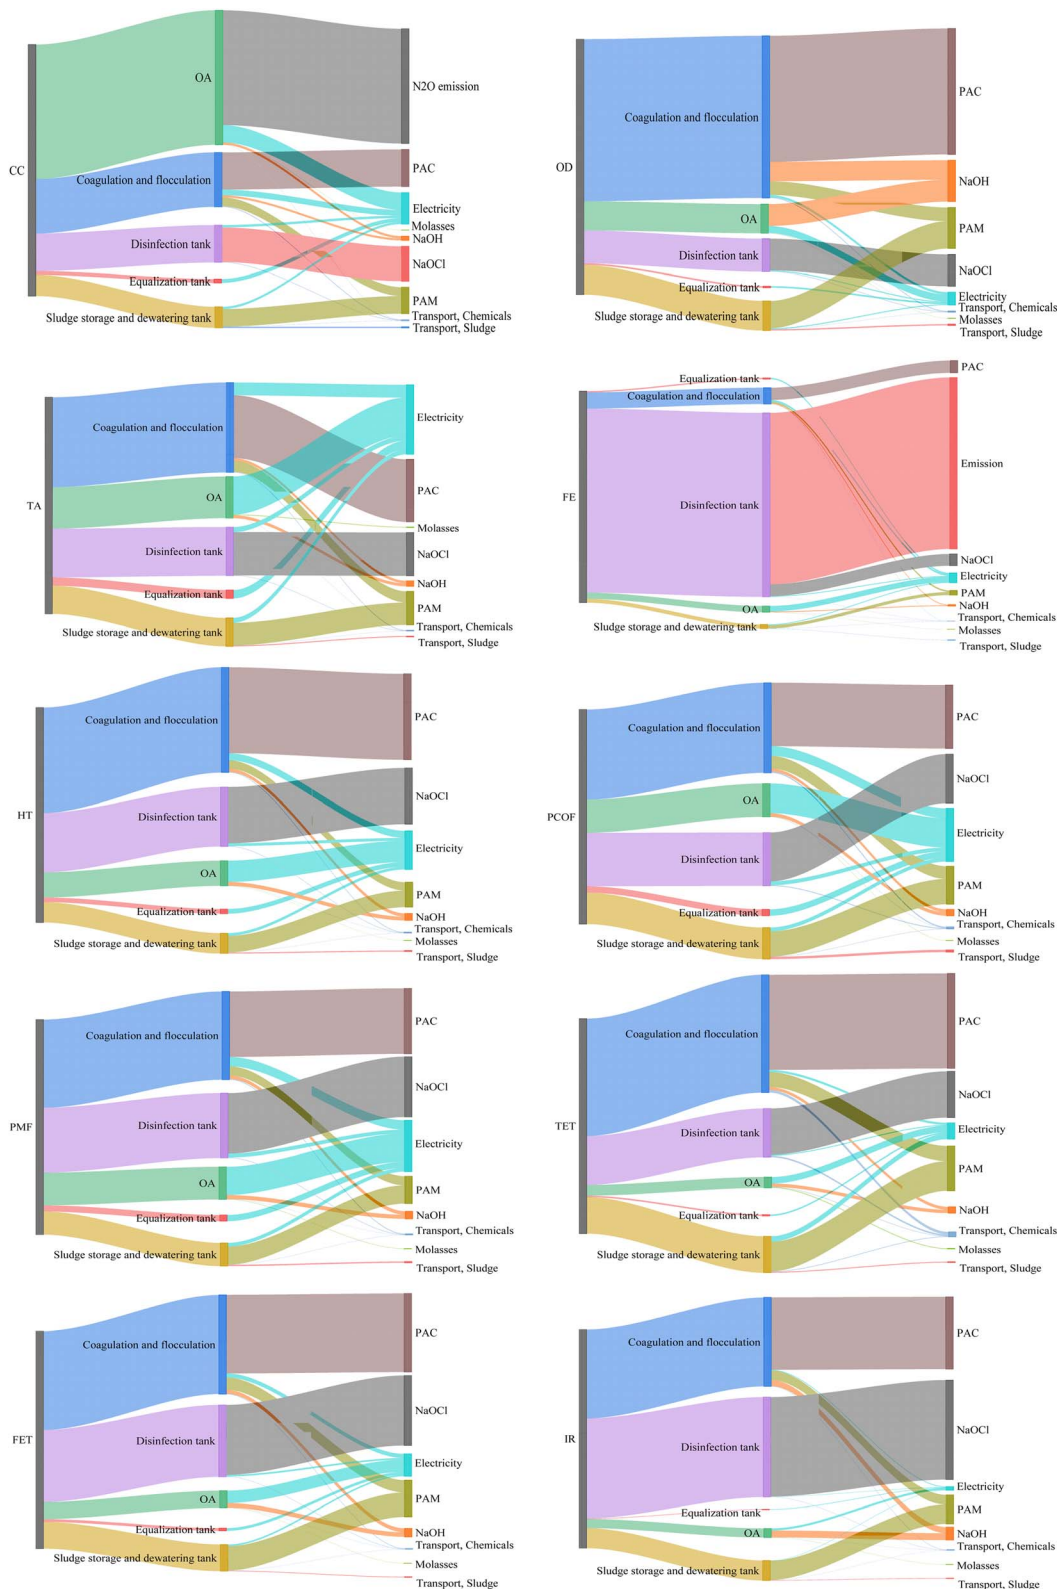 CC
OA
Coagulation and flocculation
Disinfection tank
Equalization tank
Sludge storage and dewatering tank
N2O emission
PAC
Electricity
Molasses
NaOH
NaOCl
PAM
Transport, Chemicals
Transport, Sludge
OD
Coagulation and flocculation
OA
Disinfection tank
Equalization tank
Sludge storage and dewatering tank
PAC
NaOH
PAM
NaOCl
Electricity
Transport, Chemicals
Molasses
Transport, Sludge
TA
Coagulation and flocculation
OA
Disinfection tank
Equalization tank
Sludge storage and dewatering tank
Electricity
PAC
Molasses
NaOCl
NaOH
PAM
Transport, Chemicals
Transport, Sludge
FE
Equalization tank
Coagulation and flocculation
Disinfection tank
OA
Sludge storage and dewatering tank
PAC
Emission
NaOCl
Electricity
PAM
NaOH
Transport, Chemicals
Molasses
Transport, Sludge
HT
Coagulation and flocculation
Disinfection tank
OA
Equalization tank
Sludge storage and dewatering tank
PAC
NaOCl
Electricity
PAM
NaOH
Transport, Chemicals
Molasses
Transport, Sludge
PCOF
Coagulation and flocculation
OA
Disinfection tank
Equalization tank
Sludge storage and dewatering tank
PAC
NaOCl
Electricity
PAM
NaOH
Transport, Chemicals
Molasses
Transport, Sludge
PMF
Coagulation and flocculation
Disinfection tank
OA
Equalization tank
Sludge storage and dewatering tank
PAC
NaOCl
Electricity
PAM
NaOH
Transport, Chemicals
Molasses
Transport, Sludge
TET
Coagulation and flocculation
Disinfection tank
OA
Equalization tank
Sludge storage and dewatering tank
PAC
NaOCl
Electricity
PAM
NaOH
Transport, Chemicals
Molasses
Transport, Sludge
FET
Coagulation and flocculation
Disinfection tank
OA
Equalization tank
Sludge storage and dewatering tank
PAC
NaOCl
Electricity
PAM
NaOH
Transport, Chemicals
Molasses
Transport, Sludge
IR
Coagulation and flocculation
Disinfection tank
Equalization tank
OA
Sludge storage and dewatering tank
PAC
NaOCl
Electricity
PAM
NaOH
Transport, Chemicals
Molasses
Transport, Sludge